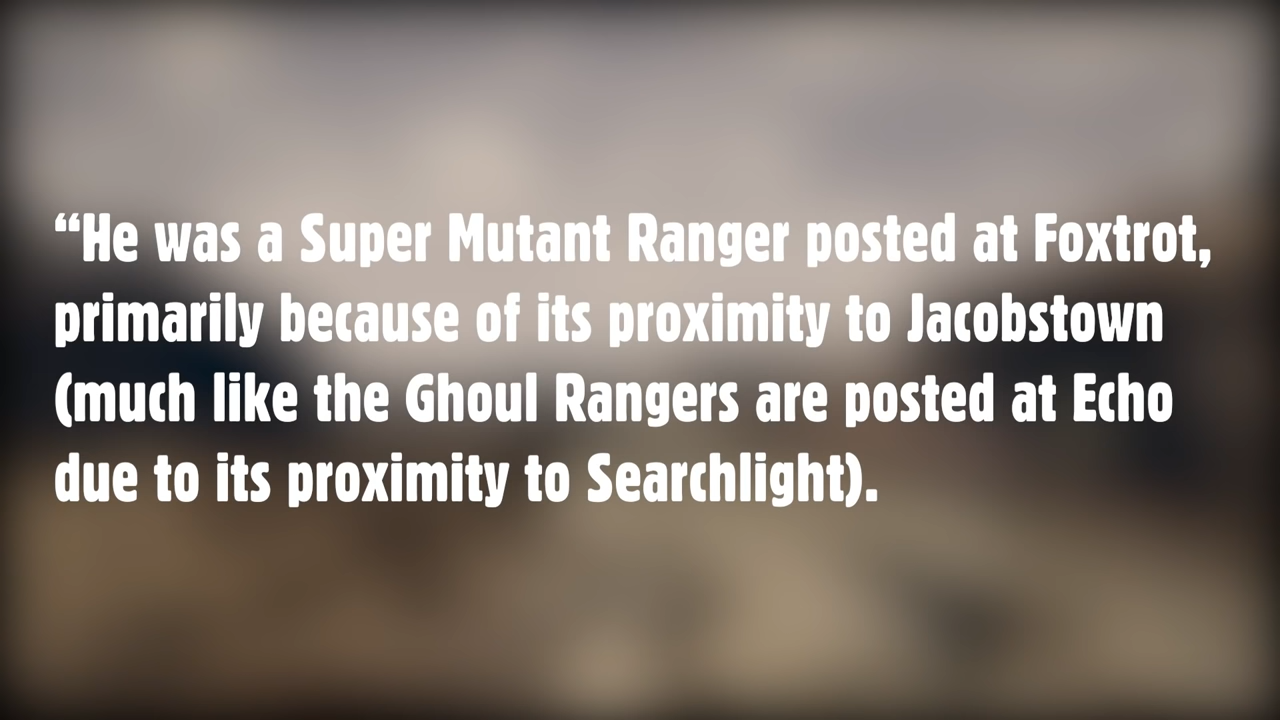 “He was a Super Mutant Ranger posted at Foxtrot,
primarily because of its proximity to Jacobstown
(much like the Ghoul Rangers are posted at Echo
due to its proximity to Searchlight).